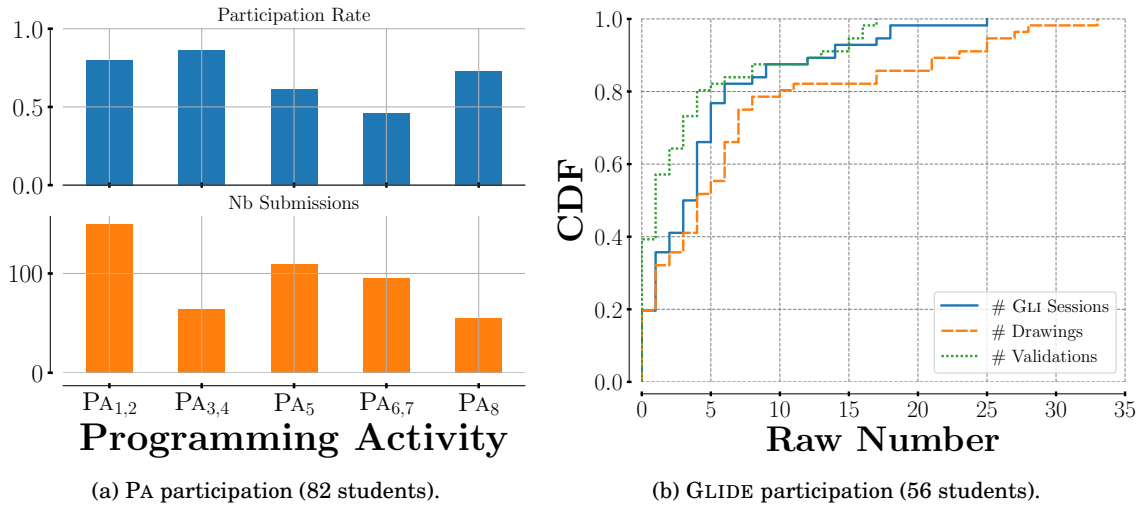 Participation Rate
1.0
0.5
0.0
Nb Submissions
100
0
PA1,2 PA3,4 PA5 PA6,7 PA8
Programming Activity
(a) PA participation (82 students).
CDF
1.0
0.8
0.6
0.4
0.2
0.0
# GLI Sessions
# Drawings
# Validations
0 5 10 15 20 25 30 35
Raw Number
(b) GLIDE participation (56 students).